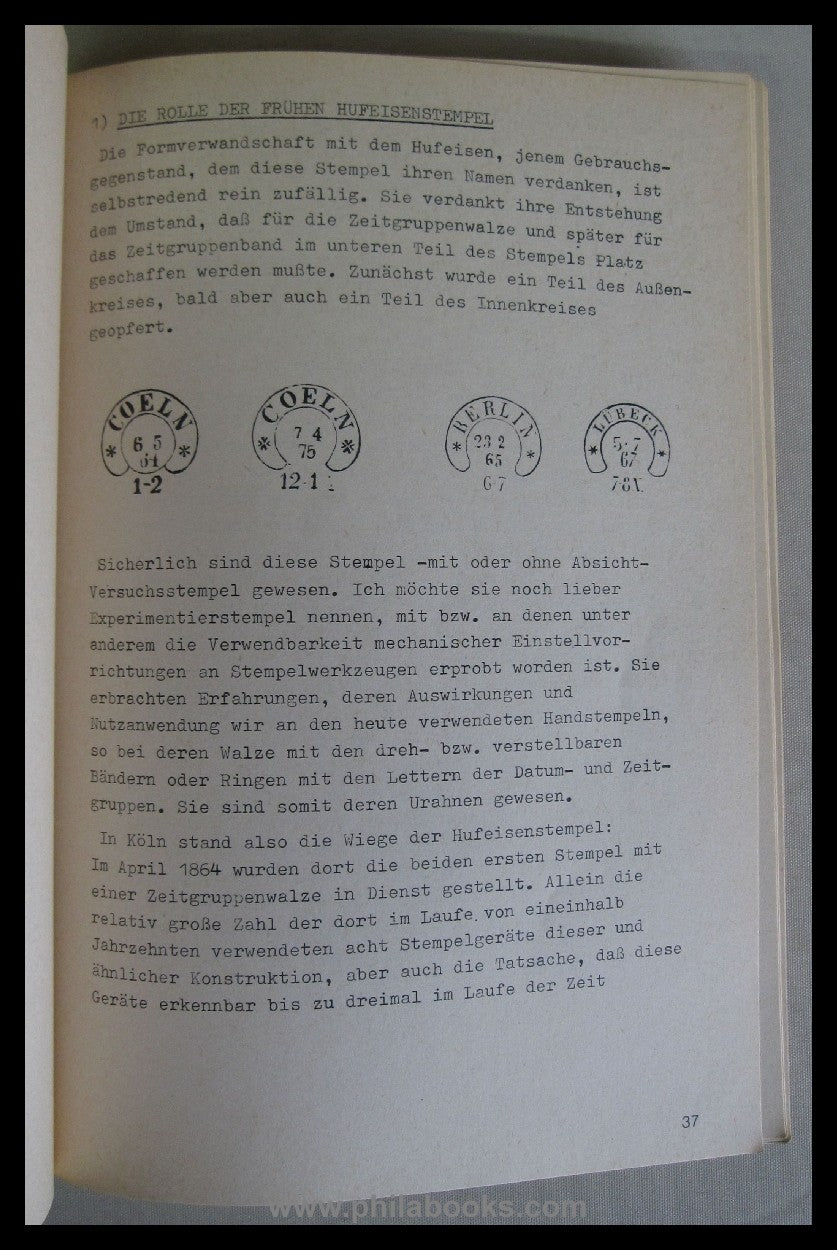 1) DIE ROLLE DER FRÜHEN HUFEISENSTEMPEL
Die Formverwandschaft mit dem Hufeisen, jenem Gebrauchs-
gegenstand, dem diese Stempel ihren Namen verdanken, ist
selbstredend rein zufällig. Sie verdankt ihre Entstehung
dem Umstand, daß für die Zeitgruppenwalze und später für
das Zeitgruppenband im unteren Teil des Stempels Platz
geschaffen werden mußte. Zunächst wurde ein Teil des Außen-
kreises, bald aber auch ein Teil des Innenkreises
geopfert.
COELN
6 5
64
1-2
COELN
7 4
75
12-1
BERLIN
23 2
65
6-7
LÜBECK
5·7
67
7-8
Sicherlich sind diese Stempel -mit oder ohne Absicht-
Versuchsstempel gewesen. Ich möchte sie noch lieber
Experimentierstempel nennen, mit bzw. an denen unter
anderem die Verwendbarkeit mechanischer Einstellvor-
richtungen an Stempelwerkzeugen erprobt worden ist. Sie
erbrachten Erfahrungen, deren Auswirkungen und
Nutzanwendung wir an den heute verwendeten Handstempeln,
so bei deren Walze mit den dreh- bzw. verstellbaren
Bändern oder Ringen mit den Lettern der Datum- und Zeit-
gruppen. Sie sind somit deren Urahnen gewesen.
In Köln stand also die Wiege der Hufeisenstempel:
Im April 1864 wurden dort die beiden ersten Stempel mit
einer Zeitgruppenwalze in Dienst gestellt. Allein die
relativ große Zahl der dort im Laufe von eineinhalb
Jahrzehnten verwendeten acht Stempelgeräte dieser und
ähnlicher Konstruktion, aber auch die Tatsache, daß diese
Geräte erkennbar bis zu dreimal im Laufe der Zeit
37
www.philabooks.com